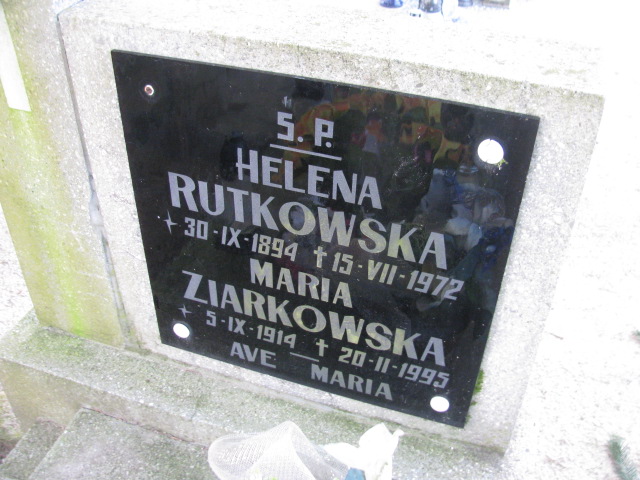 Ś. P.
HELENA
RUTKOWSKA
30-IX-1894 † 15-VII-1972
MARIA
ZIARKOWSKA
5-IX-1914 † 20-II-1995
AVE MARIA